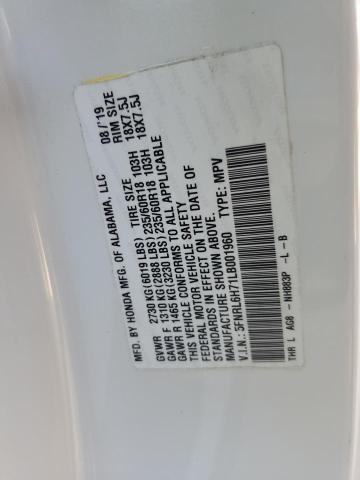 MFD. BY HONDA MFG. OF ALABAMA, LLC 08/'19
TIRE SIZE RIM SIZE
GVWR 2730 KG(6019 LBS)
GAWR F 1310 KG(2888 LBS) 235/60R18 103H 18X7.5J
GAWR R 1465 KG(3230 LBS) 235/60R18 103H 18X7.5J
THIS VEHICLE CONFORMS TO ALL APPLICABLE
FEDERAL MOTOR VEHICLE SAFETY
STANDARDS IN EFFECT ON THE DATE OF
MANUFACTURE SHOWN ABOVE.
V.I.N.: 5FNRL6H71LB001960 TYPE: MPV
THR L AG8 -NH883P -L -B